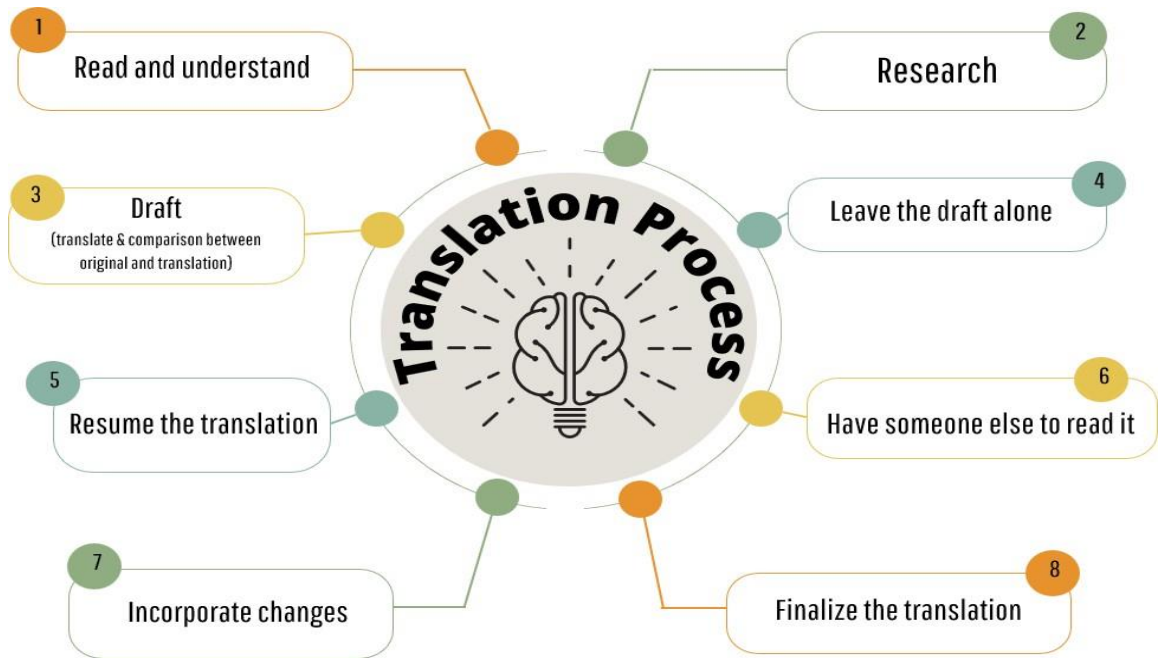 1
Read and understand
2
Research
Translation Process
3
Draft
(translate & comparison between
original and translation)
4
Leave the draft alone
5
Resume the translation
6
Have someone else to read it
7
Incorporate changes
8
Finalize the translation